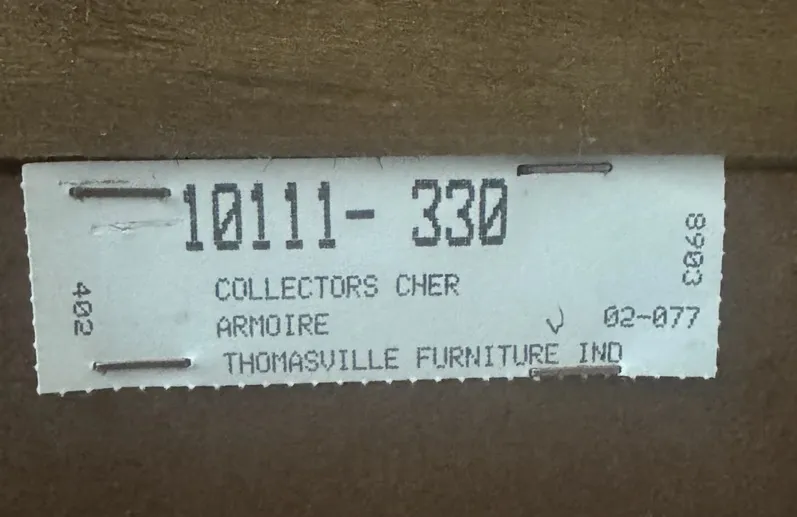 10111- 330
8903
402
COLLECTORS CHER
ARMOIRE
02-077
THOMASVILLE FURNITURE IND